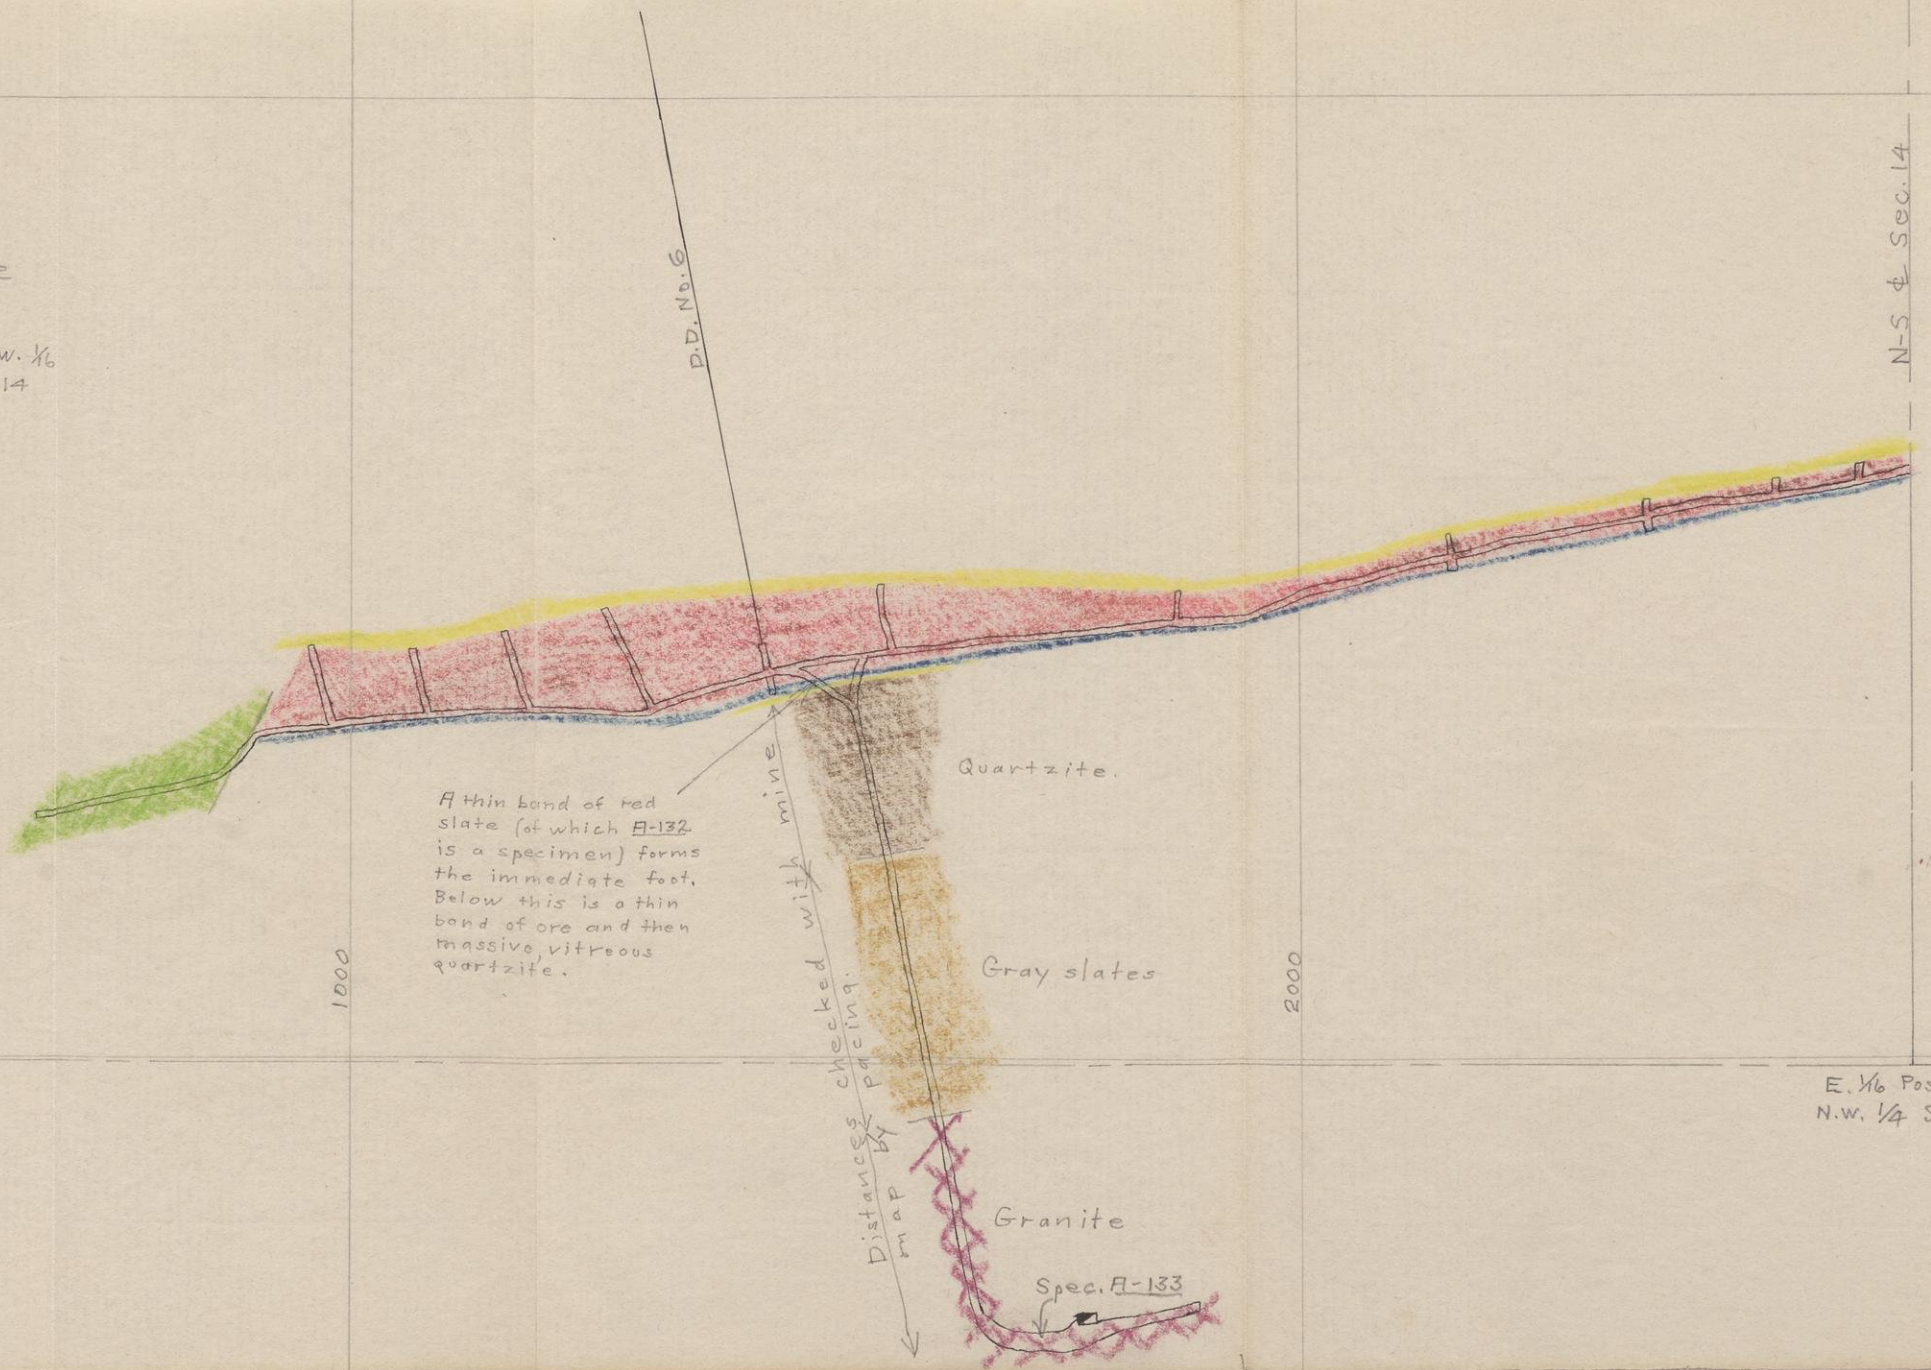 N-S ℄ Sec. 14
D.D. No. 6
w. 1/16
14
Quartzite.
A thin band of red
slate (of which A-132
is a specimen) forms
the immediate foot.
Below this is a thin
band of ore and then
massive, vitreous
quartzite.
Distances checked with mine
map by pacing.
Gray slates
1000
2000
E. 1/16 Pos
N.W. 1/4 S
Granite
Spec. A-133